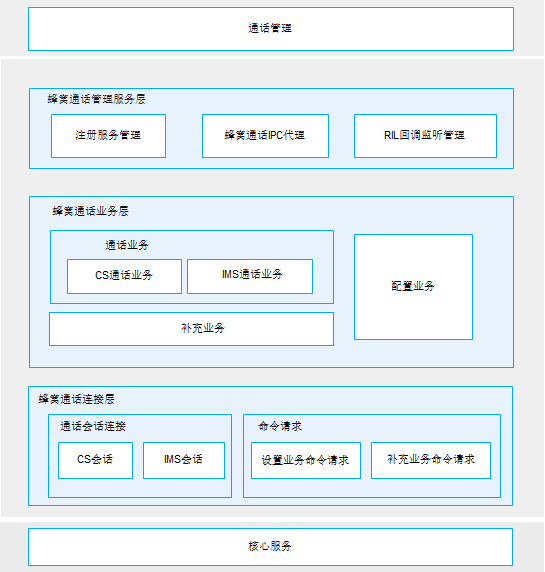 通话管理
蜂窝通话管理服务层
注册服务管理
蜂窝通话IPC代理
RIL回调监听管理
蜂窝通话业务层
通话业务
CS通话业务
IMS通话业务
配置业务
补充业务
蜂窝通话连接层
通话会话连接
命令请求
CS会话
IMS会话
设置业务命令请求
补充业务命令请求
核心服务